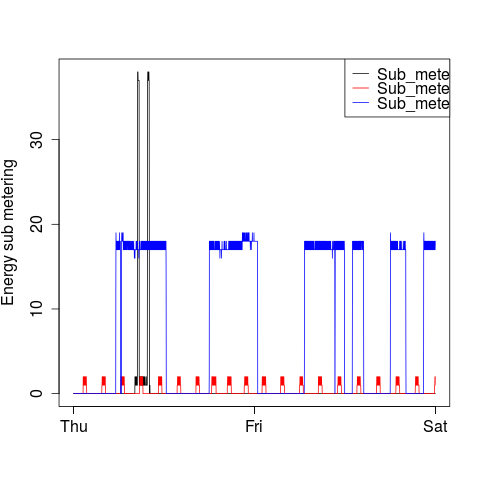 Sub_mete
Sub_mete
Sub_mete
Energy sub metering
30
20
10
0
Thu Fri Sat